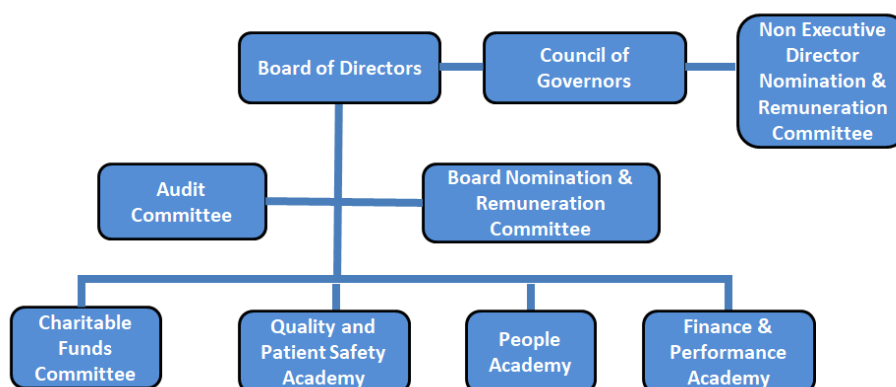 Board of Directors
Council of
Governors
Non Executive
Director
Nomination &
Remuneration
Committee
Audit
Committee
Board Nomination &
Remuneration
Committee
Charitable
Funds
Committee
Quality and
Patient Safety
Academy
People
Academy
Finance &
Performance
Academy